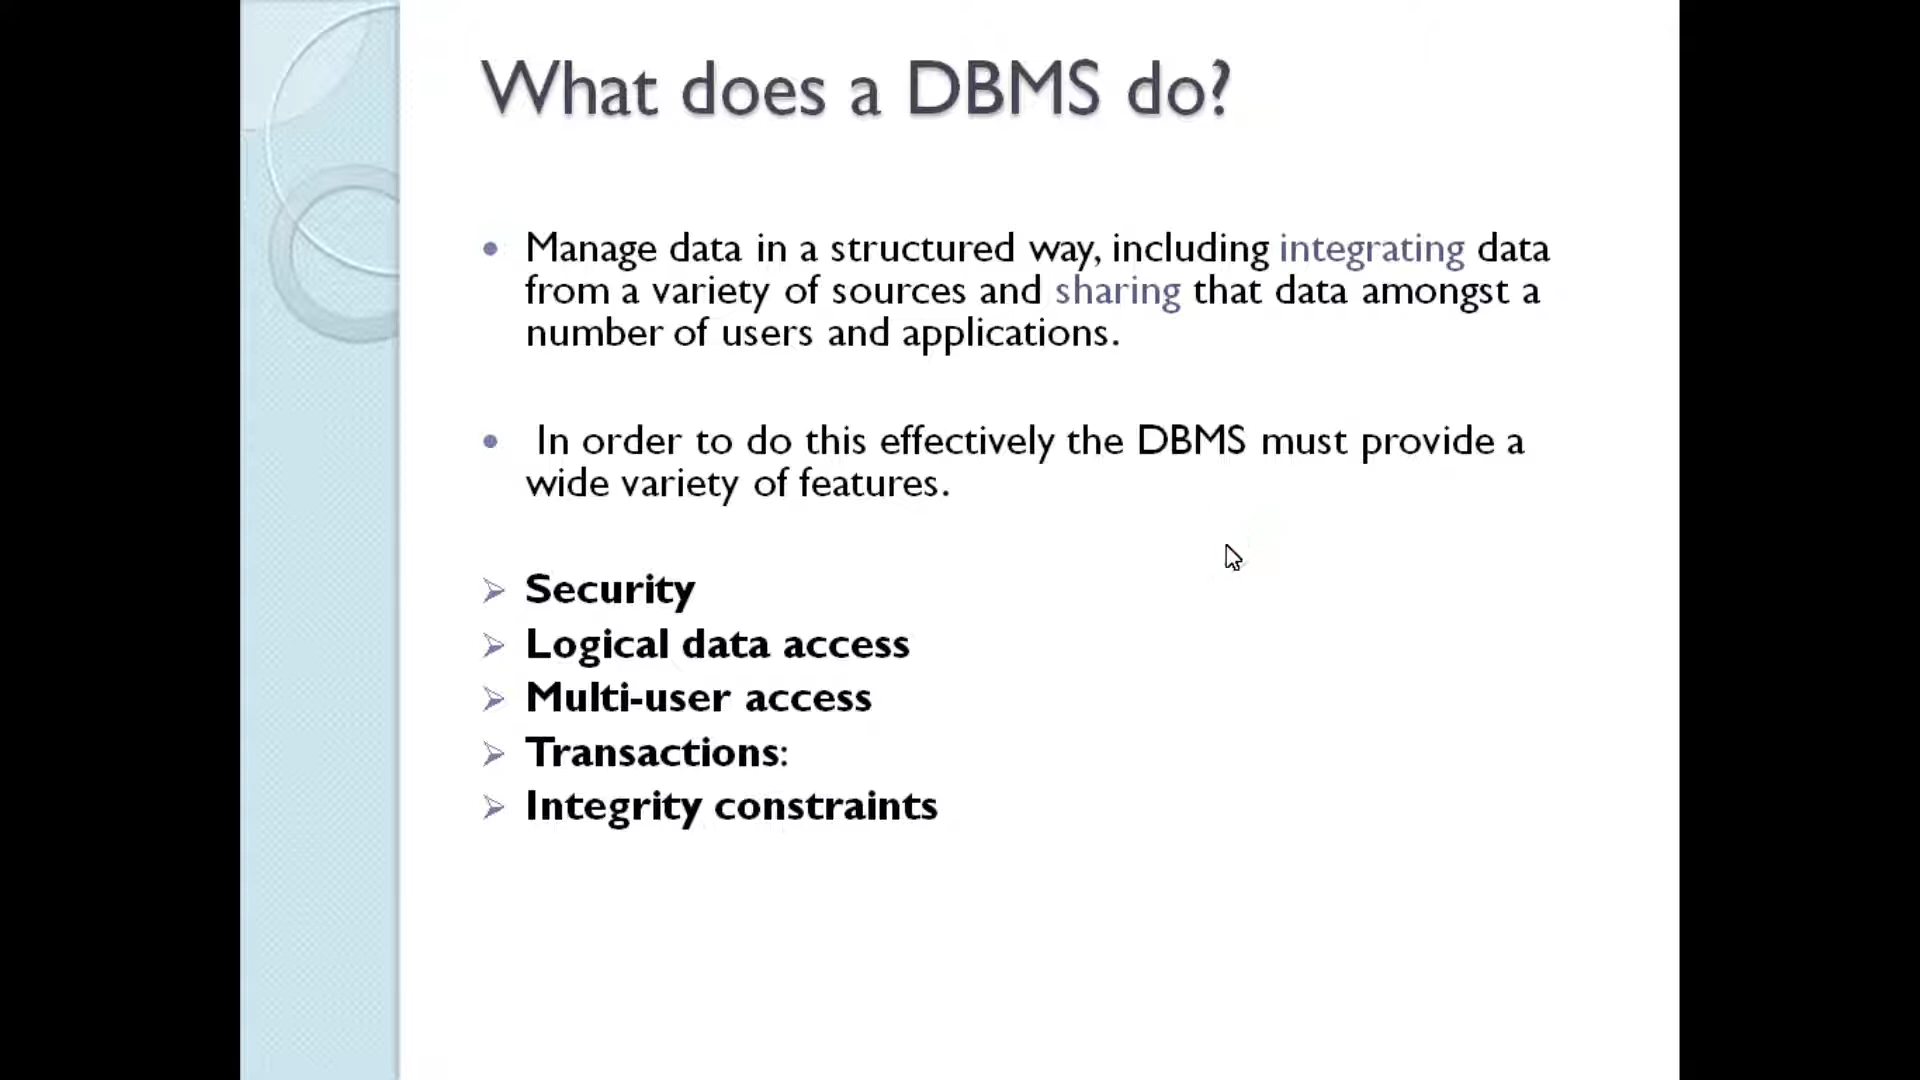 What does a DBMS do?
• Manage data in a structured way, including integrating data
from a variety of sources and sharing that data amongst a
number of users and applications.
• In order to do this effectively the DBMS must provide a
wide variety of features.
➢ Security
➢ Logical data access
➢ Multi-user access
➢ Transactions:
➢ Integrity constraints